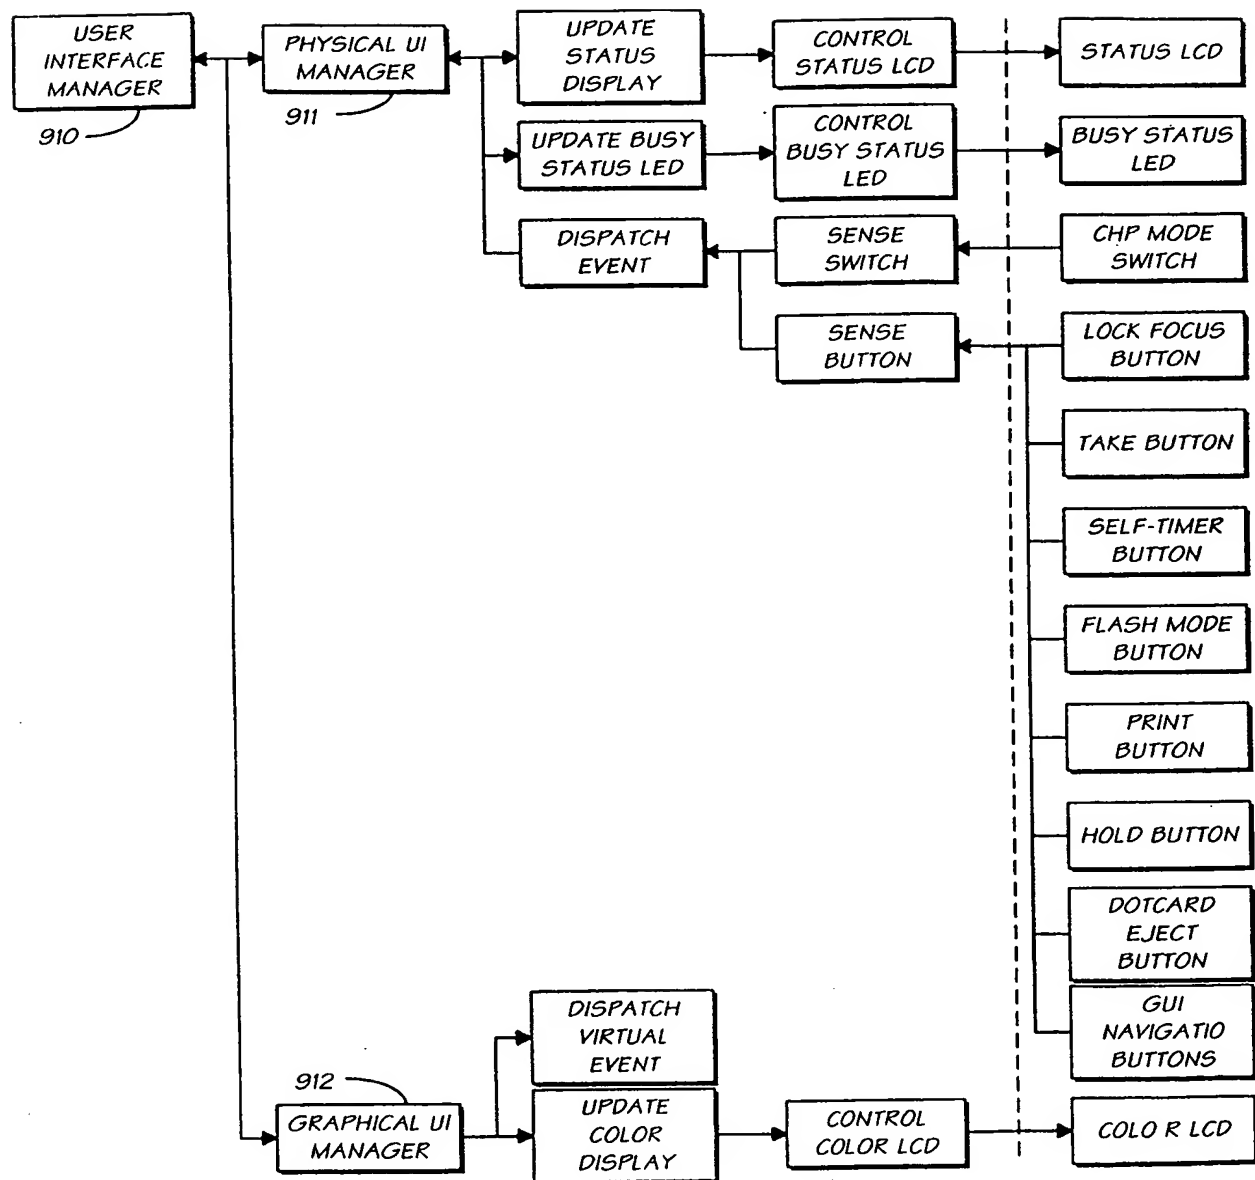 USER
INTERFACE
MANAGER
910
PHYSICAL UI
MANAGER
911
UPDATE
STATUS
DISPLAY
CONTROL
STATUS LCD
STATUS LCD
UPDATE BUSY
STATUS LED
CONTROL
BUSY STATUS
LED
BUSY STATUS
LED
DISPATCH
EVENT
SENSE
SWITCH
CHP MODE
SWITCH
SENSE
BUTTON
LOCK FOCUS
BUTTON
TAKE BUTTON
SELF-TIMER
BUTTON
FLASH MODE
BUTTON
PRINT
BUTTON
HOLD BUTTON
DOTCARD
EJECT
BUTTON
GUI
NAVIGATIO
BUTTONS
DISPATCH
VIRTUAL
EVENT
912
GRAPHICAL UI
MANAGER
UPDATE
COLOR
DISPLAY
CONTROL
COLOR LCD
COLO R LCD